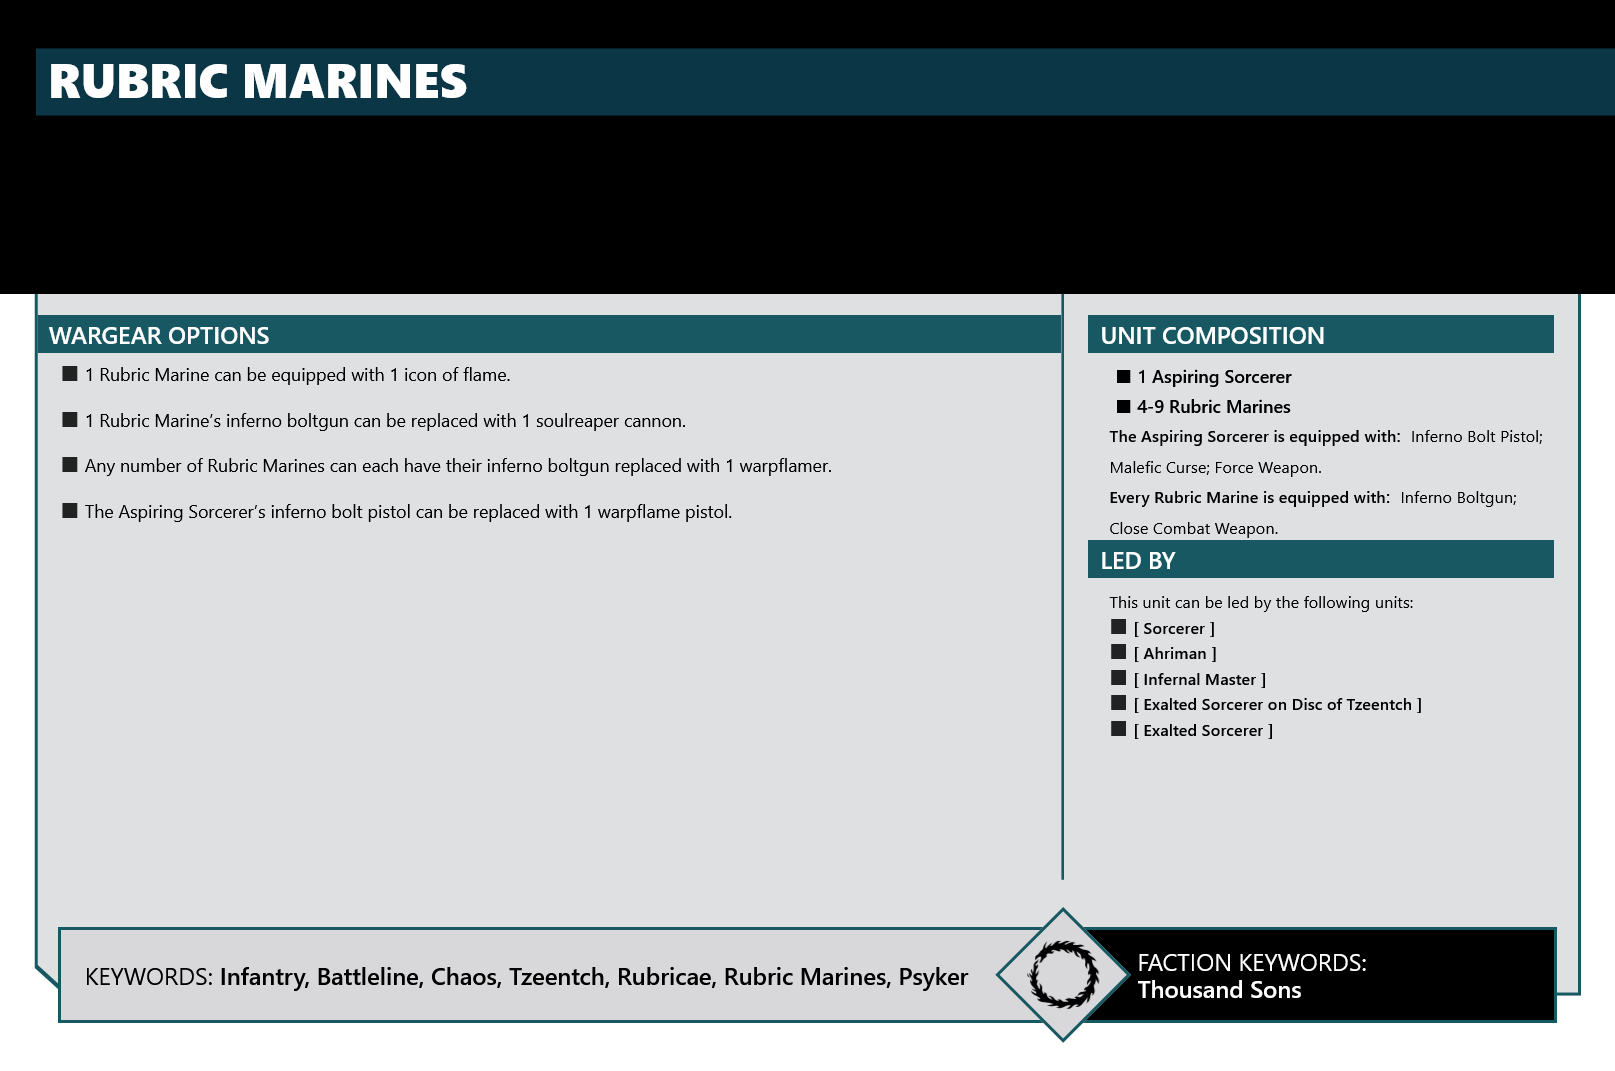 RUBRIC MARINES
WARGEAR OPTIONS
1 Rubric Marine can be equipped with 1 icon of flame.
1 Rubric Marine’s inferno boltgun can be replaced with 1 soulreaper cannon.
Any number of Rubric Marines can each have their inferno boltgun replaced with 1 warpflamer.
The Aspiring Sorcerer’s inferno bolt pistol can be replaced with 1 warpflame pistol.
UNIT COMPOSITION
1 Aspiring Sorcerer
4-9 Rubric Marines
The Aspiring Sorcerer is equipped with: Inferno Bolt Pistol;
Malefic Curse; Force Weapon.
Every Rubric Marine is equipped with: Inferno Boltgun;
Close Combat Weapon.
LED BY
This unit can be led by the following units:
[ Sorcerer ]
[ Ahriman ]
[ Infernal Master ]
[ Exalted Sorcerer on Disc of Tzeentch ]
[ Exalted Sorcerer ]
KEYWORDS: Infantry, Battleline, Chaos, Tzeentch, Rubricae, Rubric Marines, Psyker
FACTION KEYWORDS:
Thousand Sons